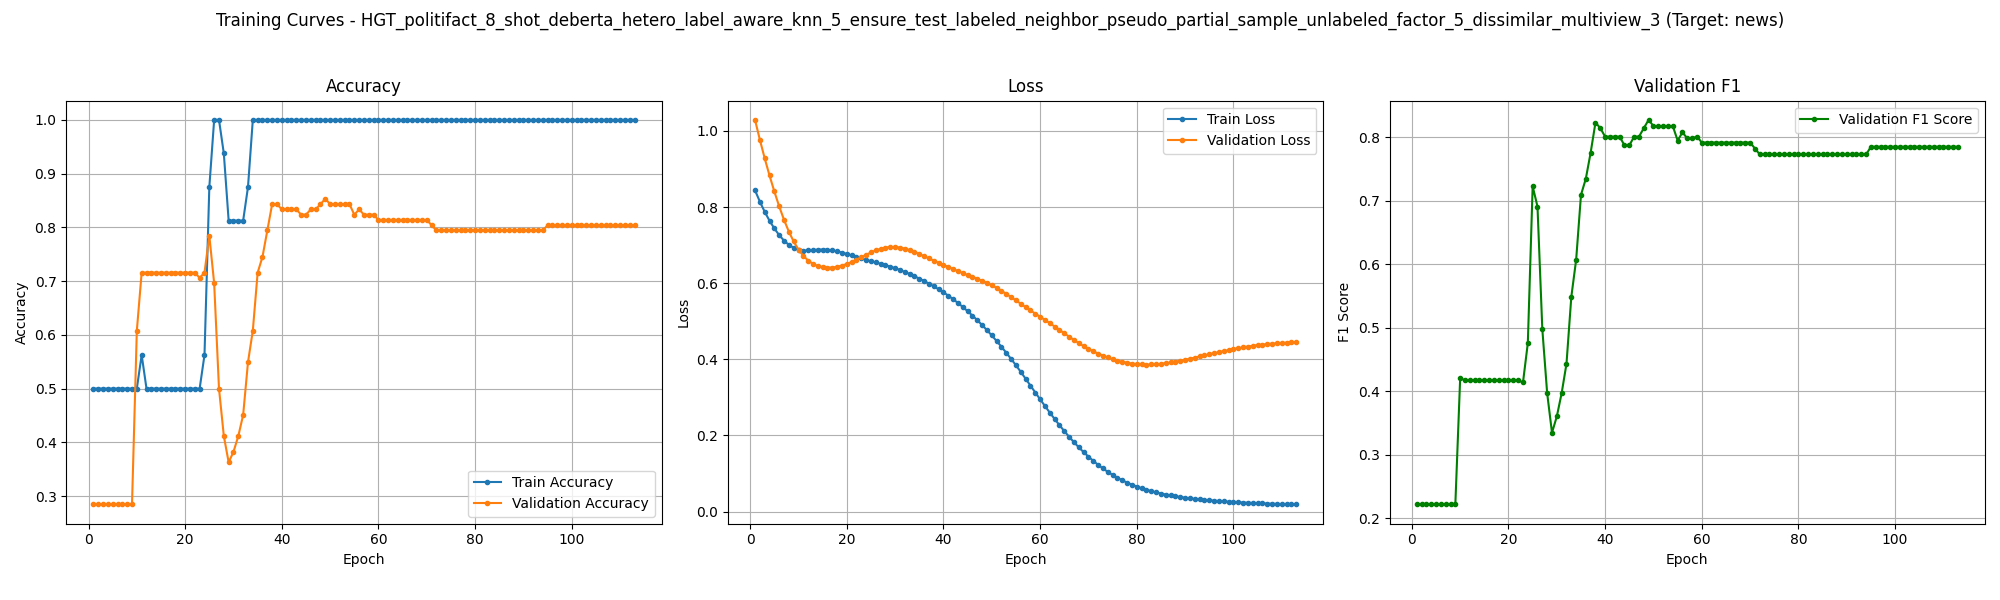 Training Curves - HGT_politifact_8_shot_deberta_hetero_label_aware_knn_5_ensure_test_labeled_neighbor_pseudo_partial_sample_unlabeled_factor_5_dissimilar_multiview_3 (Target: news)
Accuracy
1.0
0.9
0.8
0.7
0.6
0.5
0.4
0.3
Accuracy
0 20 40 60 80 100
Epoch
Train Accuracy
Validation Accuracy
Loss
1.0
0.8
0.6
0.4
0.2
0.0
Loss
0 20 40 60 80 100
Epoch
Train Loss
Validation Loss
Validation F1
0.8
0.7
0.6
0.5
0.4
0.3
0.2
F1 Score
0 20 40 60 80 100
Epoch
Validation F1 Score